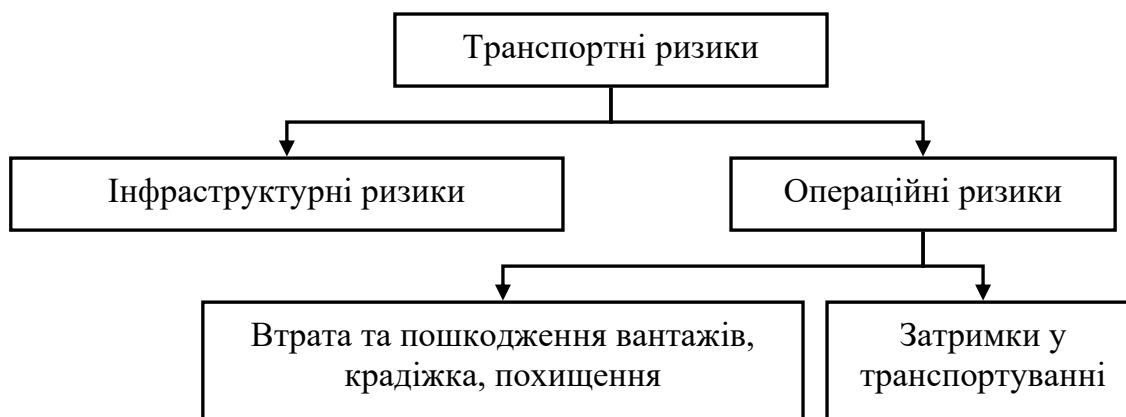 Транспортні ризики
Інфраструктурні ризики
Операційні ризики
Втрата та пошкодження вантажів,
крадіжка, похищення
Затримки у
транспортуванні